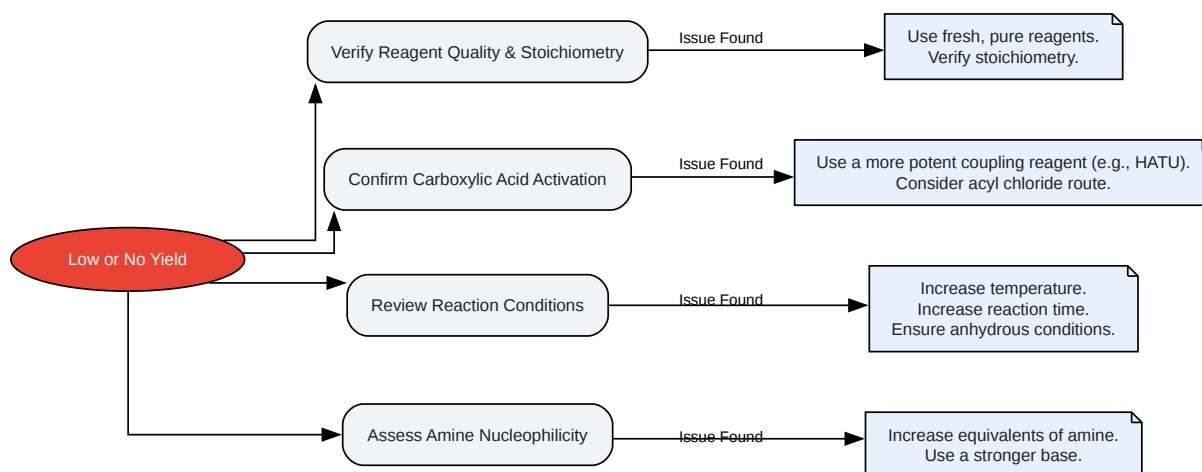 Verify Reagent Quality & Stoichiometry
Issue Found
Use fresh, pure reagents.
Verify stoichiometry.
Confirm Carboxylic Acid Activation
Issue Found
Use a more potent coupling reagent (e.g., HATU).
Consider acyl chloride route.
Low or No Yield
Review Reaction Conditions
Issue Found
Increase temperature.
Increase reaction time.
Ensure anhydrous conditions.
Assess Amine Nucleophilicity
Issue Found
Increase equivalents of amine.
Use a stronger base.